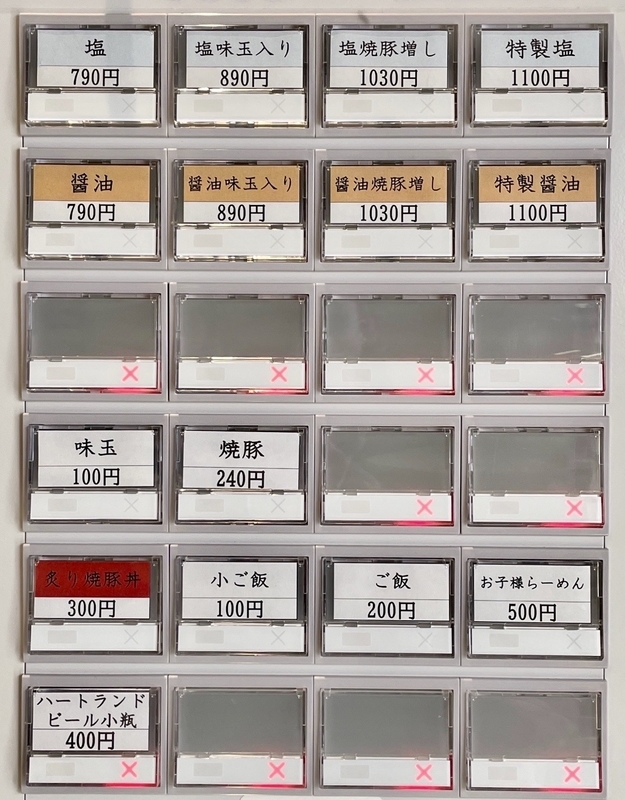 塩
790円
塩味玉入り
890円
塩焼豚増し
1030円
特製塩
1100円
醤油
790円
醤油味玉入り
890円
醤油焼豚増し
1030円
特製醤油
1100円
味玉
100円
焼豚
240円
炙り焼豚丼
300円
小ご飯
100円
ご飯
200円
お子様らーめん
500円
ハートランド
ビール小瓶
400円